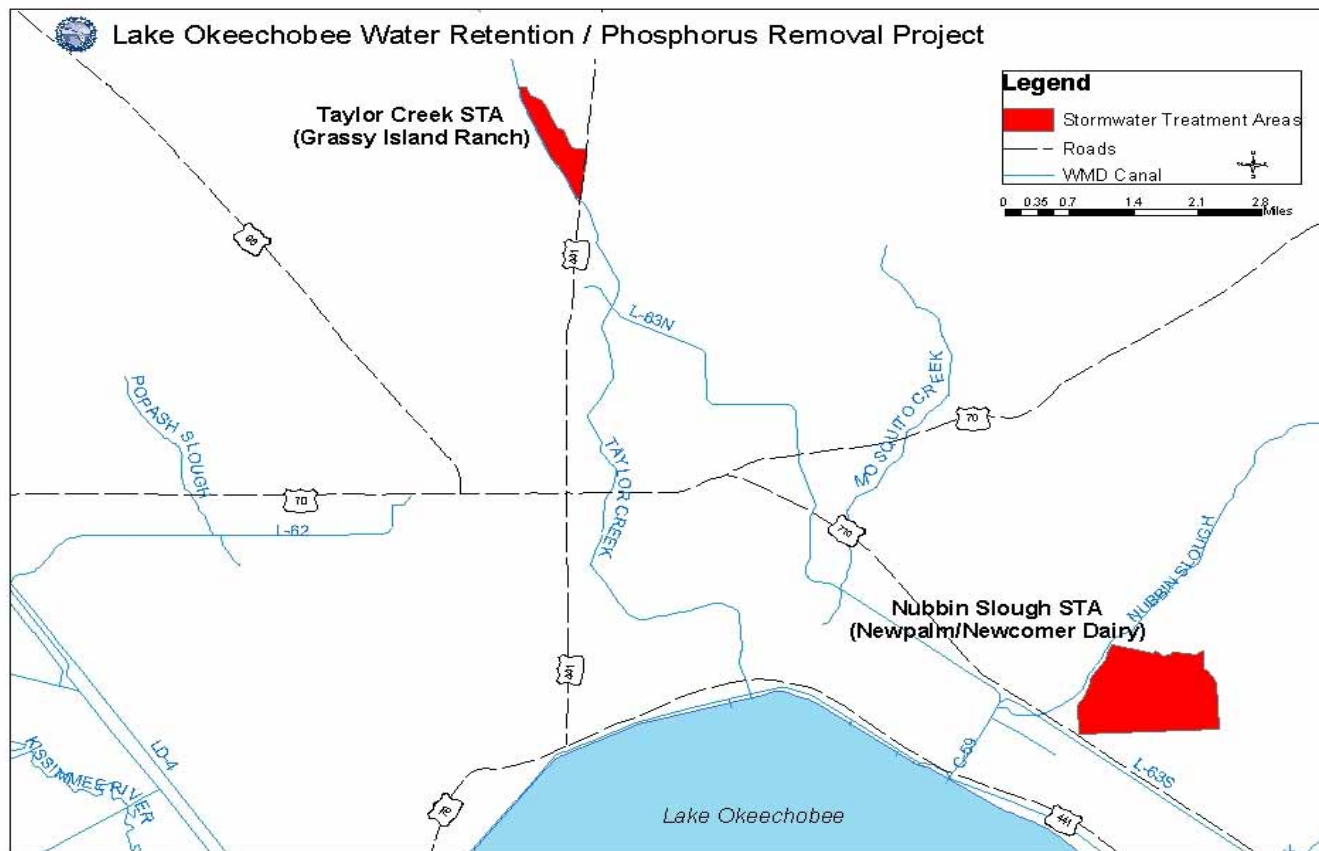 Lake Okeechobee Water Retention / Phosphorus Removal Project
Legend
Stormwater Treatment Areas
Roads
WMD Canal
0 0.35 0.7 1.4 2.1 2.8
Miles
Taylor Creek STA
(Grassy Island Ranch)
98
441
L-63N
POPASH SLOUGH
MOSQUITO CREEK
70
TAYLOR CREEK
70
L-62
770
NUBBIN SLOUGH
Nubbin Slough STA
(Newpalm/Newcomer Dairy)
441
LD-4
KISSIMMEE RIVER
C-59
L-63S
78
Lake Okeechobee
441